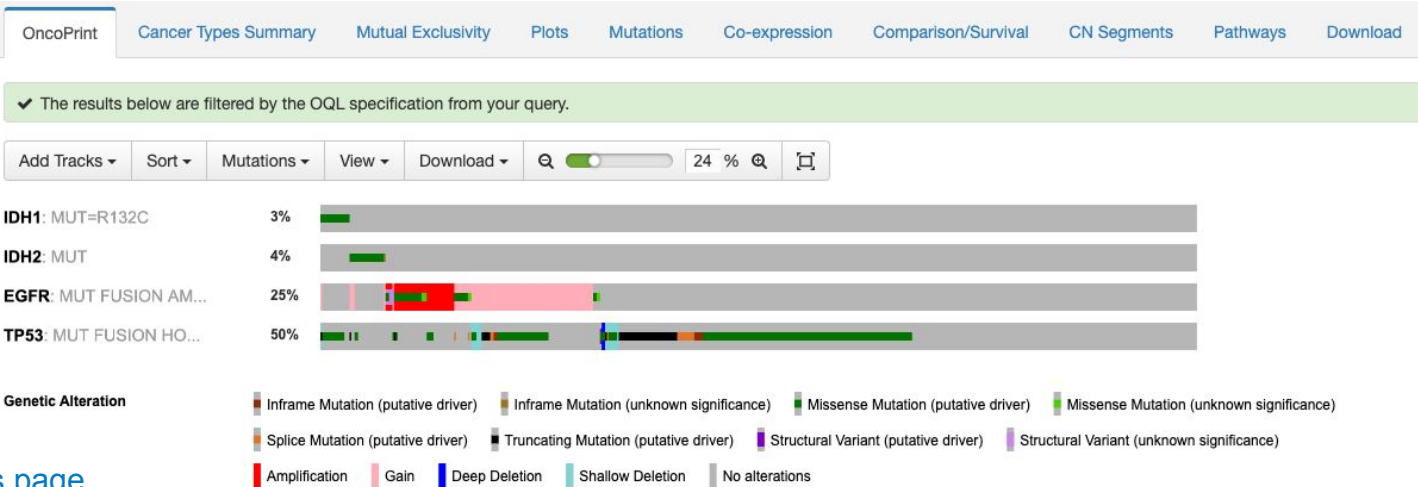 OncoPrint Cancer Types Summary Mutual Exclusivity Plots Mutations Co-expression Comparison/Survival CN Segments Pathways Download
✔ The results below are filtered by the OQL specification from your query.
Add Tracks Sort Mutations View Download 24 %
IDH1: MUT=R132C 3%
IDH2: MUT 4%
EGFR: MUT FUSION AM... 25%
TP53: MUT FUSION HO... 50%
Genetic Alteration Inframe Mutation (putative driver) Inframe Mutation (unknown significance) Missense Mutation (putative driver) Missense Mutation (unknown significance)
Splice Mutation (putative driver) Truncating Mutation (putative driver) Structural Variant (putative driver) Structural Variant (unknown significance)
Amplification Gain Deep Deletion Shallow Deletion No alterations
s page